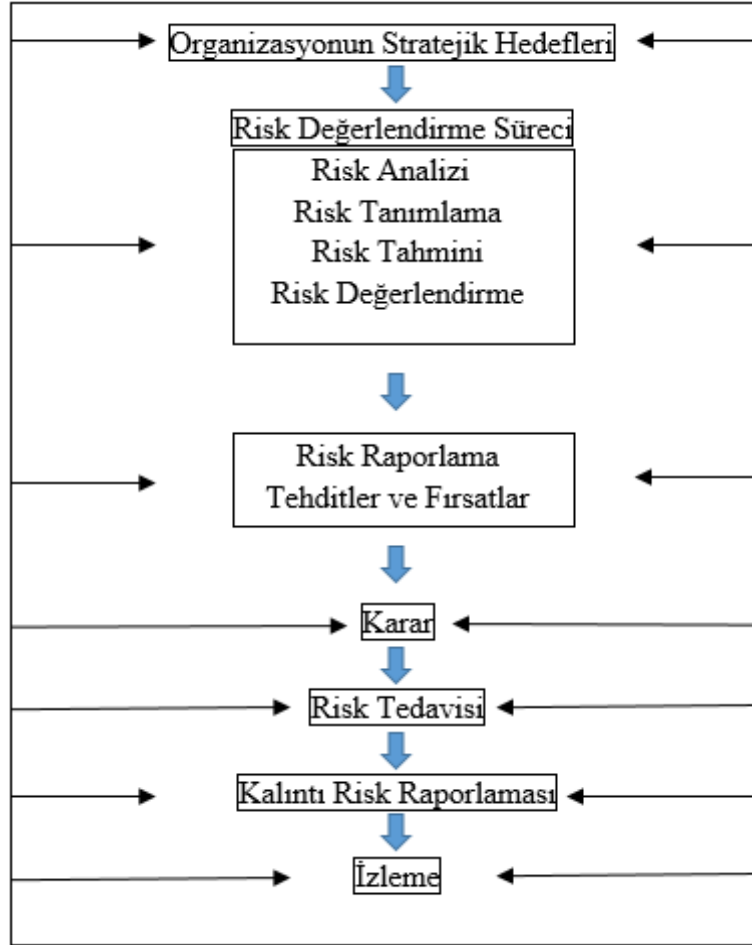 Organizasyonun Stratejik Hedefleri
Risk Değerlendirme Süreci
Risk Analizi
Risk Tanımlama
Risk Tahmini
Risk Değerlendirme
Risk Raporlama
Tehditler ve Fırsatlar
Karar
Risk Tedavisi
Kalıntı Risk Raporlaması
İzleme